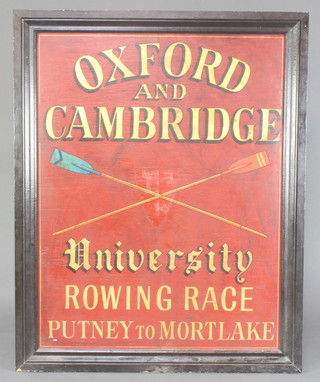 OXFORD
AND
CAMBRIDGE
University
ROWING RACE
PUTNEY TO MORTLAKE